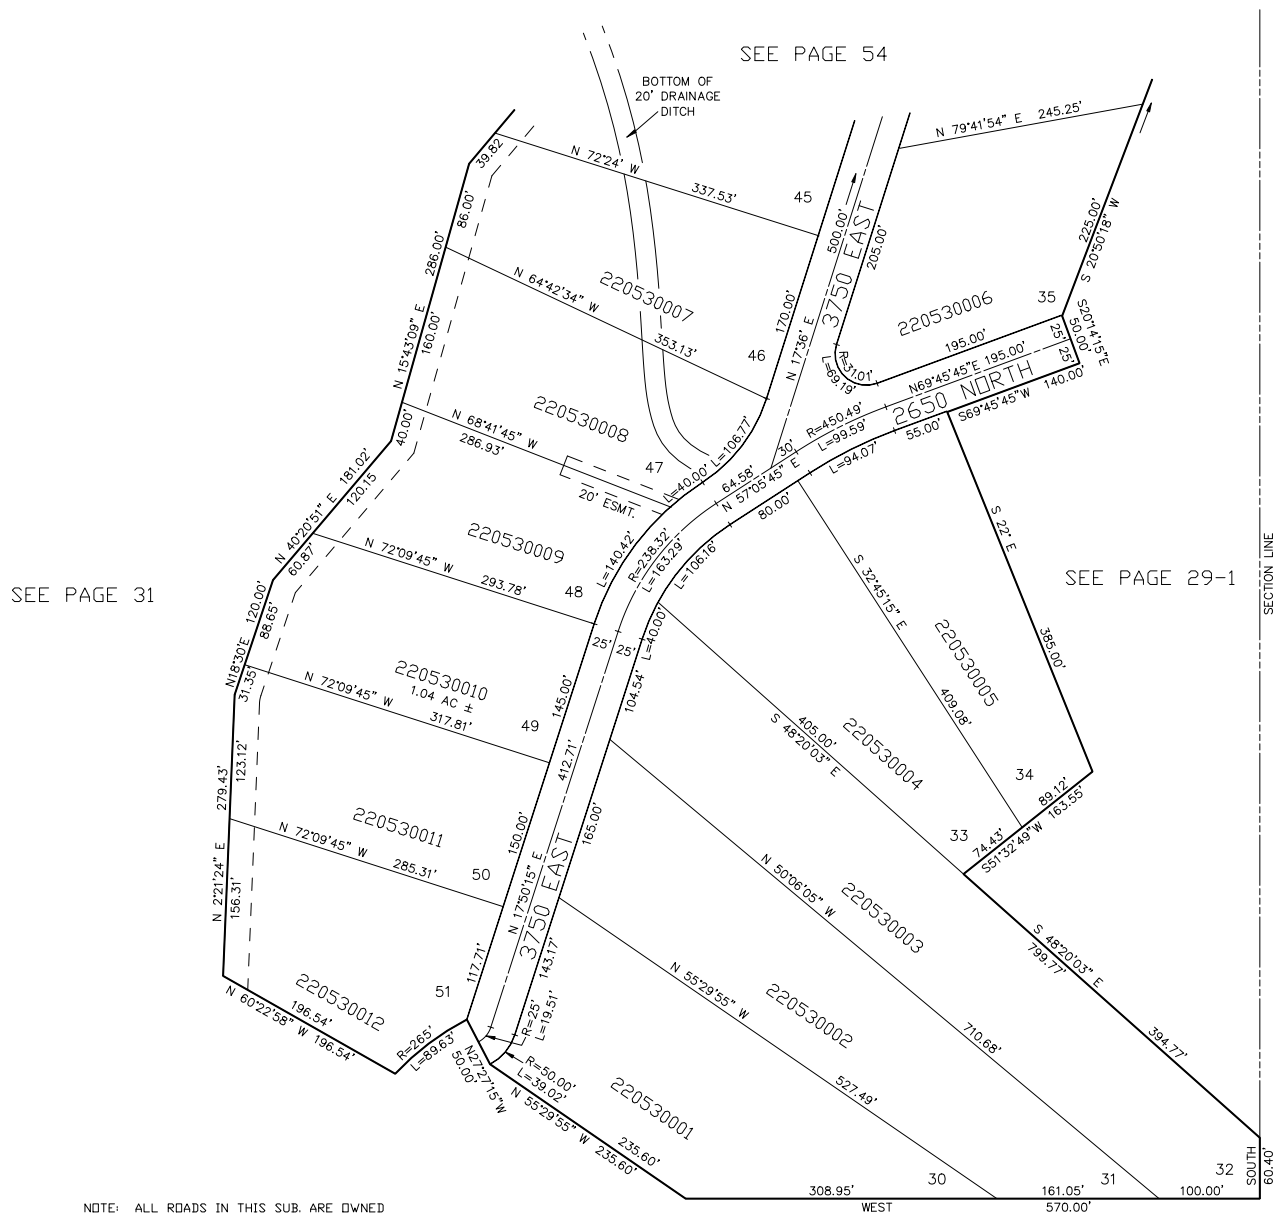 SEE PAGE 54
BOTTOM OF
20' DRAINAGE
DITCH
N 79°41'54" E 245.25'
39.82
N 72°24' W
337.53'
45
86.00'
286.00'
N 15°43'09" E
160.00'
40.00'
500.00'
3750 EAST
205.00'
225.00'
S 20°50'18" W
N 64°42'34" W
353.13'
220530007
170.00'
N 17°36' E
46
220530006
35
195.00'
S20°14'15"E
50.00'
25'
25'
R=31.01'
L=69.19'
N69°45'45"E 195.00'
2650 NORTH
140.00'
S69°45'45"W
R=450.49'
L=99.59'
55.00'
L=94.07'
30'
220530008
N 68°41'45" W
286.93'
47
L=106.77'
L=40.00'
20' ESMT.
64.58'
N 57°05'45" E
80.00'
181.02'
N 40°20'51" E
120.15
60.87'
220530009
L=140.42'
R=238.32'
L=163.29'
L=106.16'
N 72°09'45" W
293.78'
48
S 22° E
385.00'
S 32°45'15" E
409.08'
SECTION LINE
SEE PAGE 29-1
SEE PAGE 31
120.00'
N18°30'E
88.65'
31.35'
25'
25'
L=40.00'
220530010
1.04 AC ±
N 72°09'45" W
317.81'
49
145.00'
104.54'
220530005
405.00'
S 48°20'03" E
220530004
34
89.12'
163.55'
S51°32'49"W
74.43'
33
279.43'
123.12'
N 2°21'24" E
156.31'
412.71'
150.00'
165.00'
220530011
N 72°09'45" W
285.31'
50
N 17°50'15" E
3750 EAST
N 50°06'05" W
220530003
S 48°20'03" E
799.77'
117.71'
143.17'
51
220530012
196.54'
N 60°22'58" W 196.54'
R=265'
L=89.63'
N27°27'15"W
50.00'
R=25'
L=19.51'
R=50.00'
L=39.02'
N 55°29'55" W
220530002
710.68'
394.77'
527.49'
220530001
N 55°29'55" W 235.60'
235.60'
SOUTH
60.40'
30
31
32
308.95'
161.05'
100.00'
WEST
570.00'
NOTE: ALL ROADS IN THIS SUB. ARE OWNED